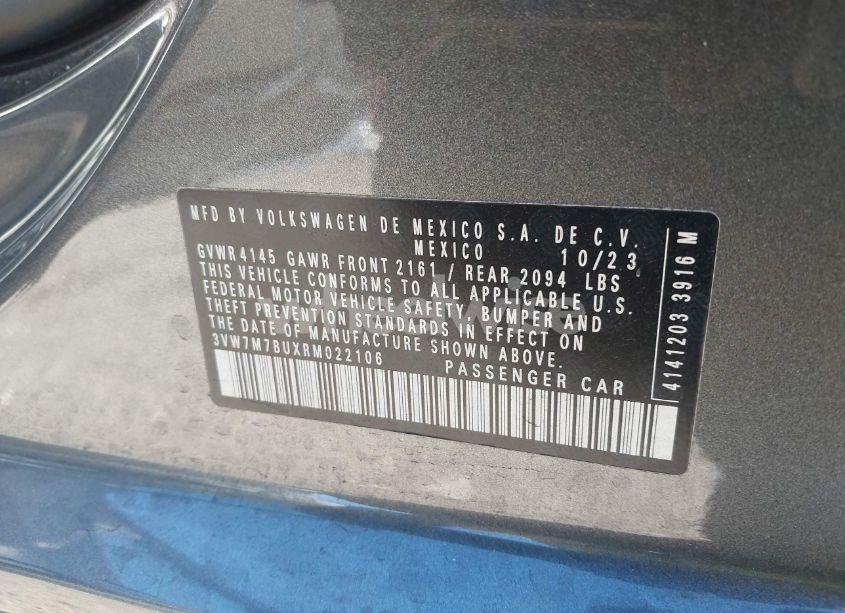 MFD BY VOLKSWAGEN DE MEXICO S.A. DE C.V.
MEXICO 10/23
GVWR 4145 GAWR FRONT 2161 / REAR 2094 LBS
THIS VEHICLE CONFORMS TO ALL APPLICABLE U.S.
FEDERAL MOTOR VEHICLE SAFETY, BUMPER AND
THEFT PREVENTION STANDARDS IN EFFECT ON
THE DATE OF MANUFACTURE SHOWN ABOVE.
3VW7M7BUXRM022106 PASSENGER CAR
4141203 3916 M